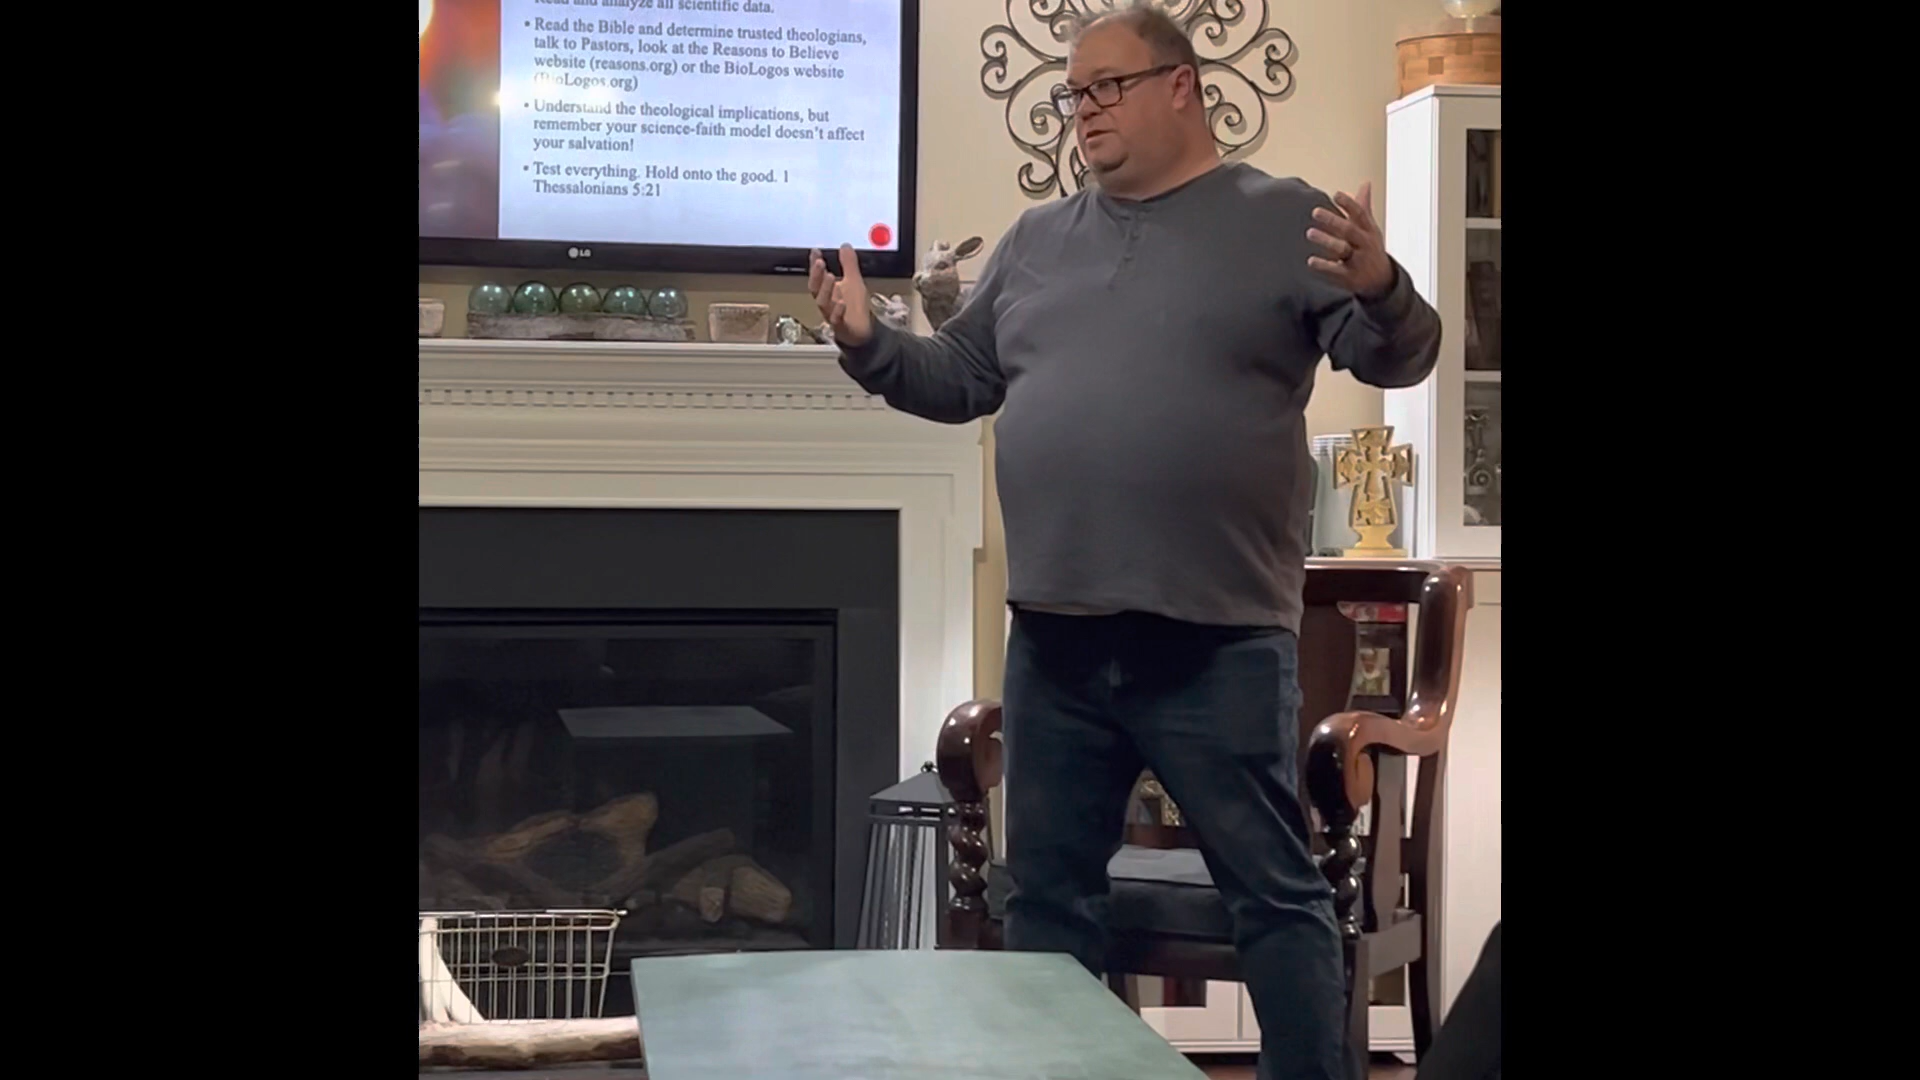 Read and analyze all scientific data.
• Read the Bible and determine trusted theologians,
talk to Pastors, look at the Reasons to Believe
website (reasons.org) or the BioLogos website
(BioLogos.org)
• Understand the theological implications, but
remember your science-faith model doesn't affect
your salvation!
• Test everything. Hold onto the good. 1
Thessalonians 5:21
LG